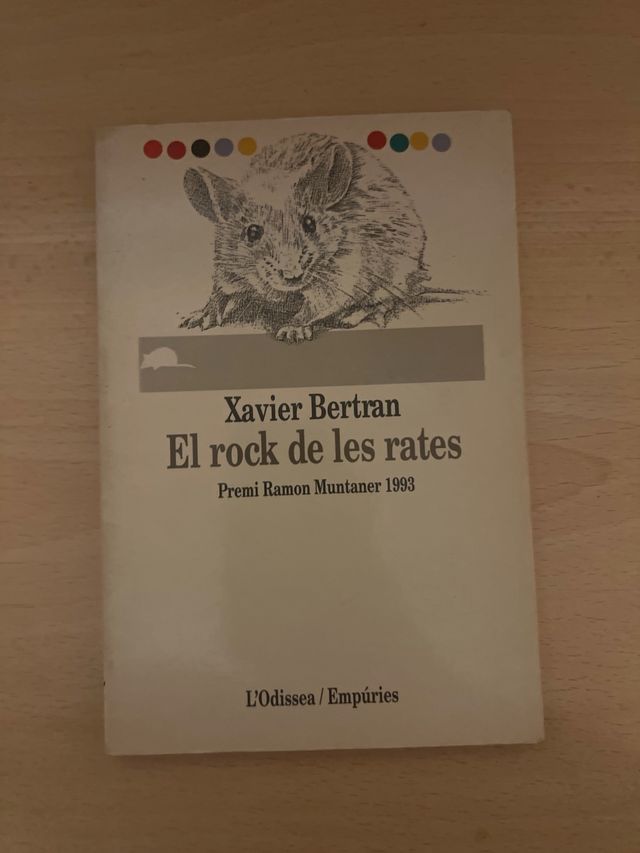 Xavier Bertran
El rock de les rates
Premi Ramon Muntaner 1993
L'Odissea / Empúries